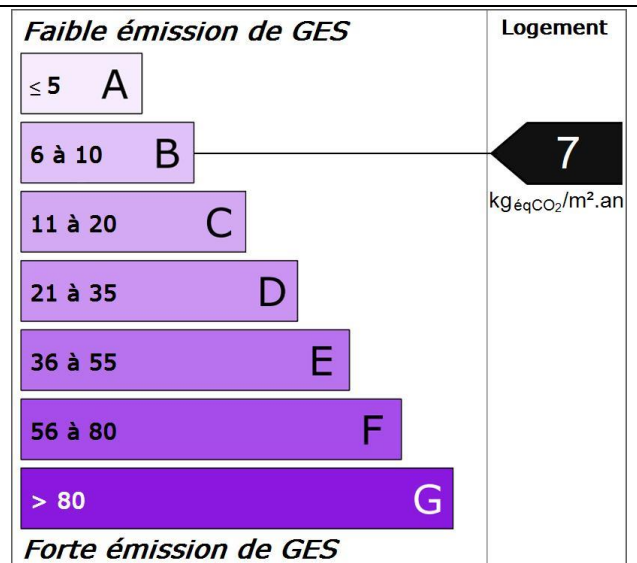 Faible émission de GES
Logement
≤ 5 A
6 à 10 B
7
kgéqCO₂/m².an
11 à 20 C
21 à 35 D
36 à 55 E
56 à 80 F
> 80 G
Forte émission de GES